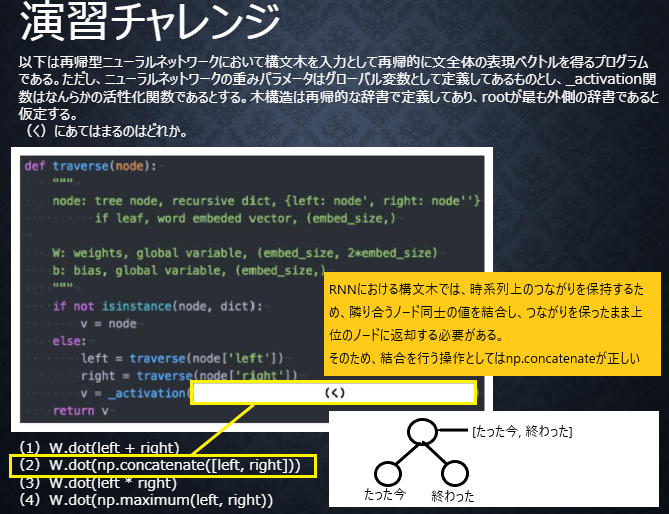 演習チャレンジ
以下は再帰型ニューラルネットワークにおいて構文木を入力として再帰的に文全体の表現ベクトルを得るプログラム
である。ただし、ニューラルネットワークの重みパラメータはグローバル変数として定義してあるものとし、_activation関
数はなんらかの活性化関数であるとする。木構造は再帰的な辞書で定義してあり、rootが最も外側の辞書であると
仮定する。
（く）にあてはまるのはどれか。
def traverse(node):
"""
node: tree node, recursive dict, {left: node', right: node''}
if leaf, word embeded vector, (embed_size,)
W: weights, global variable, (embed_size, 2*embed_size)
b: bias, global variable, (embed_size,)
"""
if not isinstance(node, dict):
v = node
else:
left = traverse(node['left'])
right = traverse(node['right'])
v = _activation( （く）
return v
RNNにおける構文木では、時系列上のつながりを保持するた
め、隣り合うノード同士の値を結合し、つながりを保ったまま上
位のノードに返却する必要がある。
そのため、結合を行う操作としてはnp.concatenateが正しい
（1）W.dot(left + right)
（2）W.dot(np.concatenate([left, right]))
（3）W.dot(left * right)
（4）W.dot(np.maximum(left, right))
[たった今, 終わった]
たった今 終わった